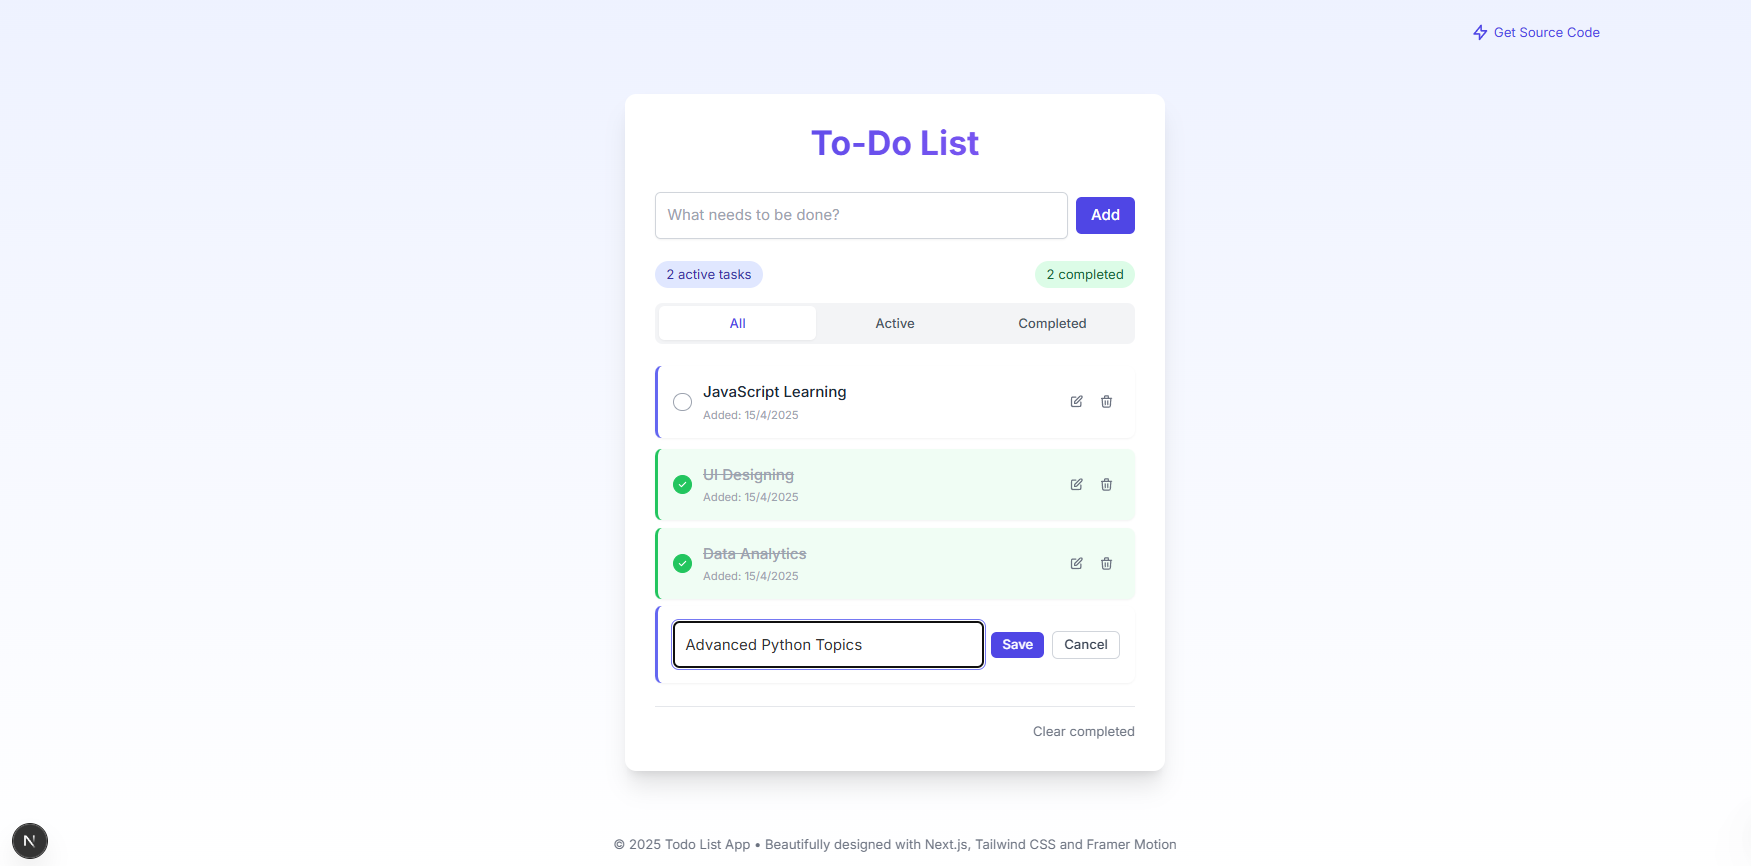 Get Source Code
To-Do List
What needs to be done?
Add
2 active tasks
2 completed
All
Active
Completed
JavaScript Learning
Added: 15/4/2025
UI Designing
Added: 15/4/2025
Data Analytics
Added: 15/4/2025
Advanced Python Topics
Save
Cancel
Clear completed
N
© 2025 Todo List App • Beautifully designed with Next.js, Tailwind CSS and Framer Motion